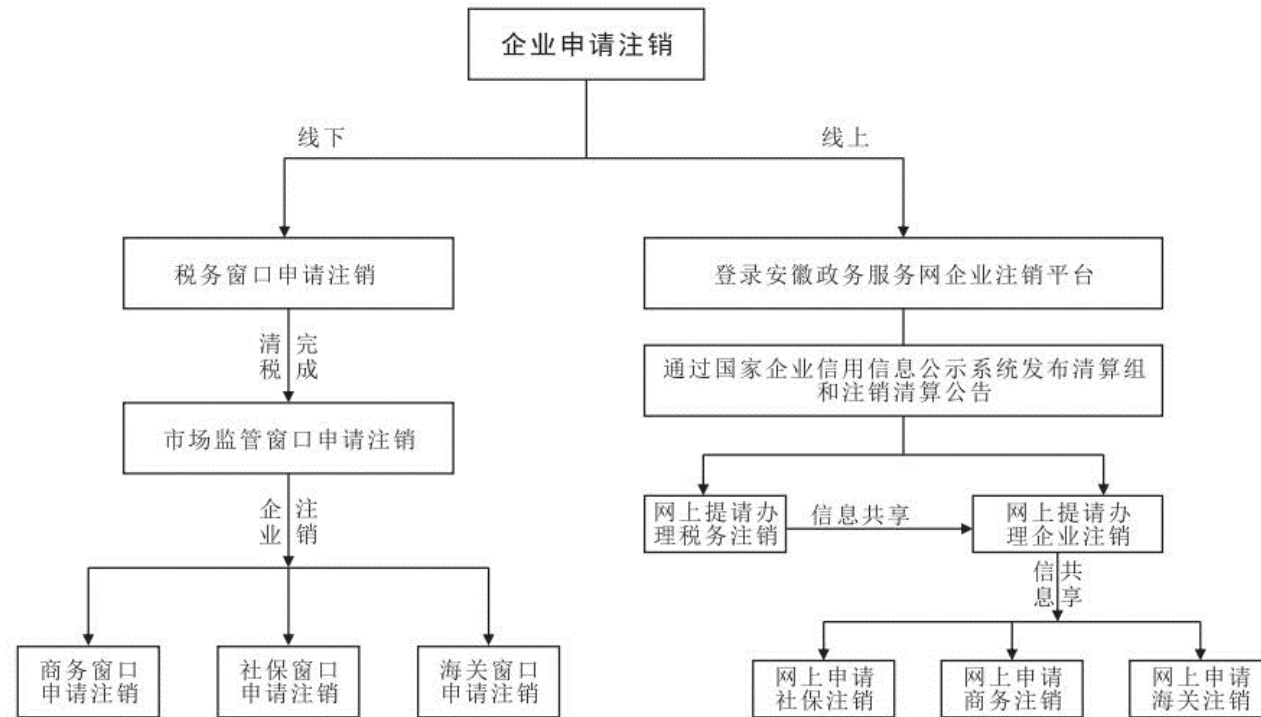 企业申请注销
线下
线上
税务窗口申请注销
登录安徽政务服务网企业注销平台
清税
完成
通过国家企业信用信息公示系统发布清算组
和注销清算公告
市场监管窗口申请注销
企业
注销
网上提请办
理税务注销
信息共享
网上提请办
理企业注销
信息
共享
商务窗口
申请注销
社保窗口
申请注销
海关窗口
申请注销
网上申请
社保注销
网上申请
商务注销
网上申请
海关注销